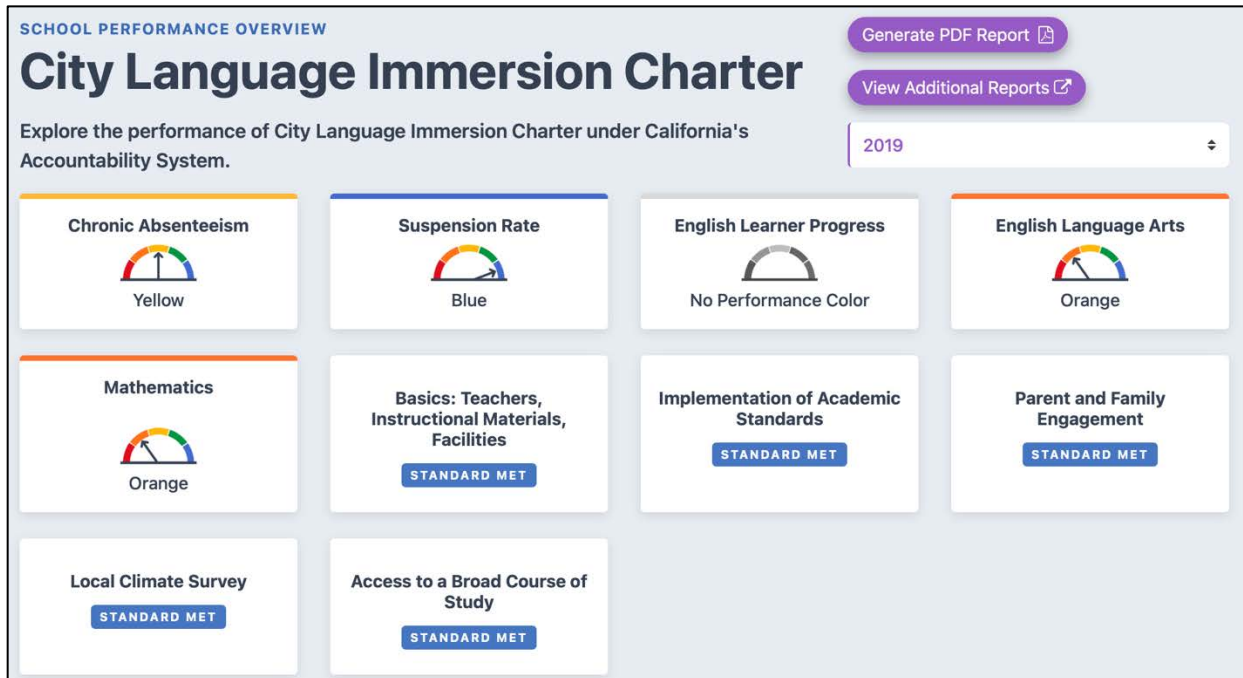 SCHOOL PERFORMANCE OVERVIEW
City Language Immersion Charter
Explore the performance of City Language Immersion Charter under California's
Accountability System.
Generate PDF Report
View Additional Reports
2019
Chronic Absenteeism
Yellow
Suspension Rate
Blue
English Learner Progress
No Performance Color
English Language Arts
Orange
Mathematics
Orange
Basics: Teachers,
Instructional Materials,
Facilities
STANDARD MET
Implementation of Academic
Standards
STANDARD MET
Parent and Family
Engagement
STANDARD MET
Local Climate Survey
STANDARD MET
Access to a Broad Course of
Study
STANDARD MET